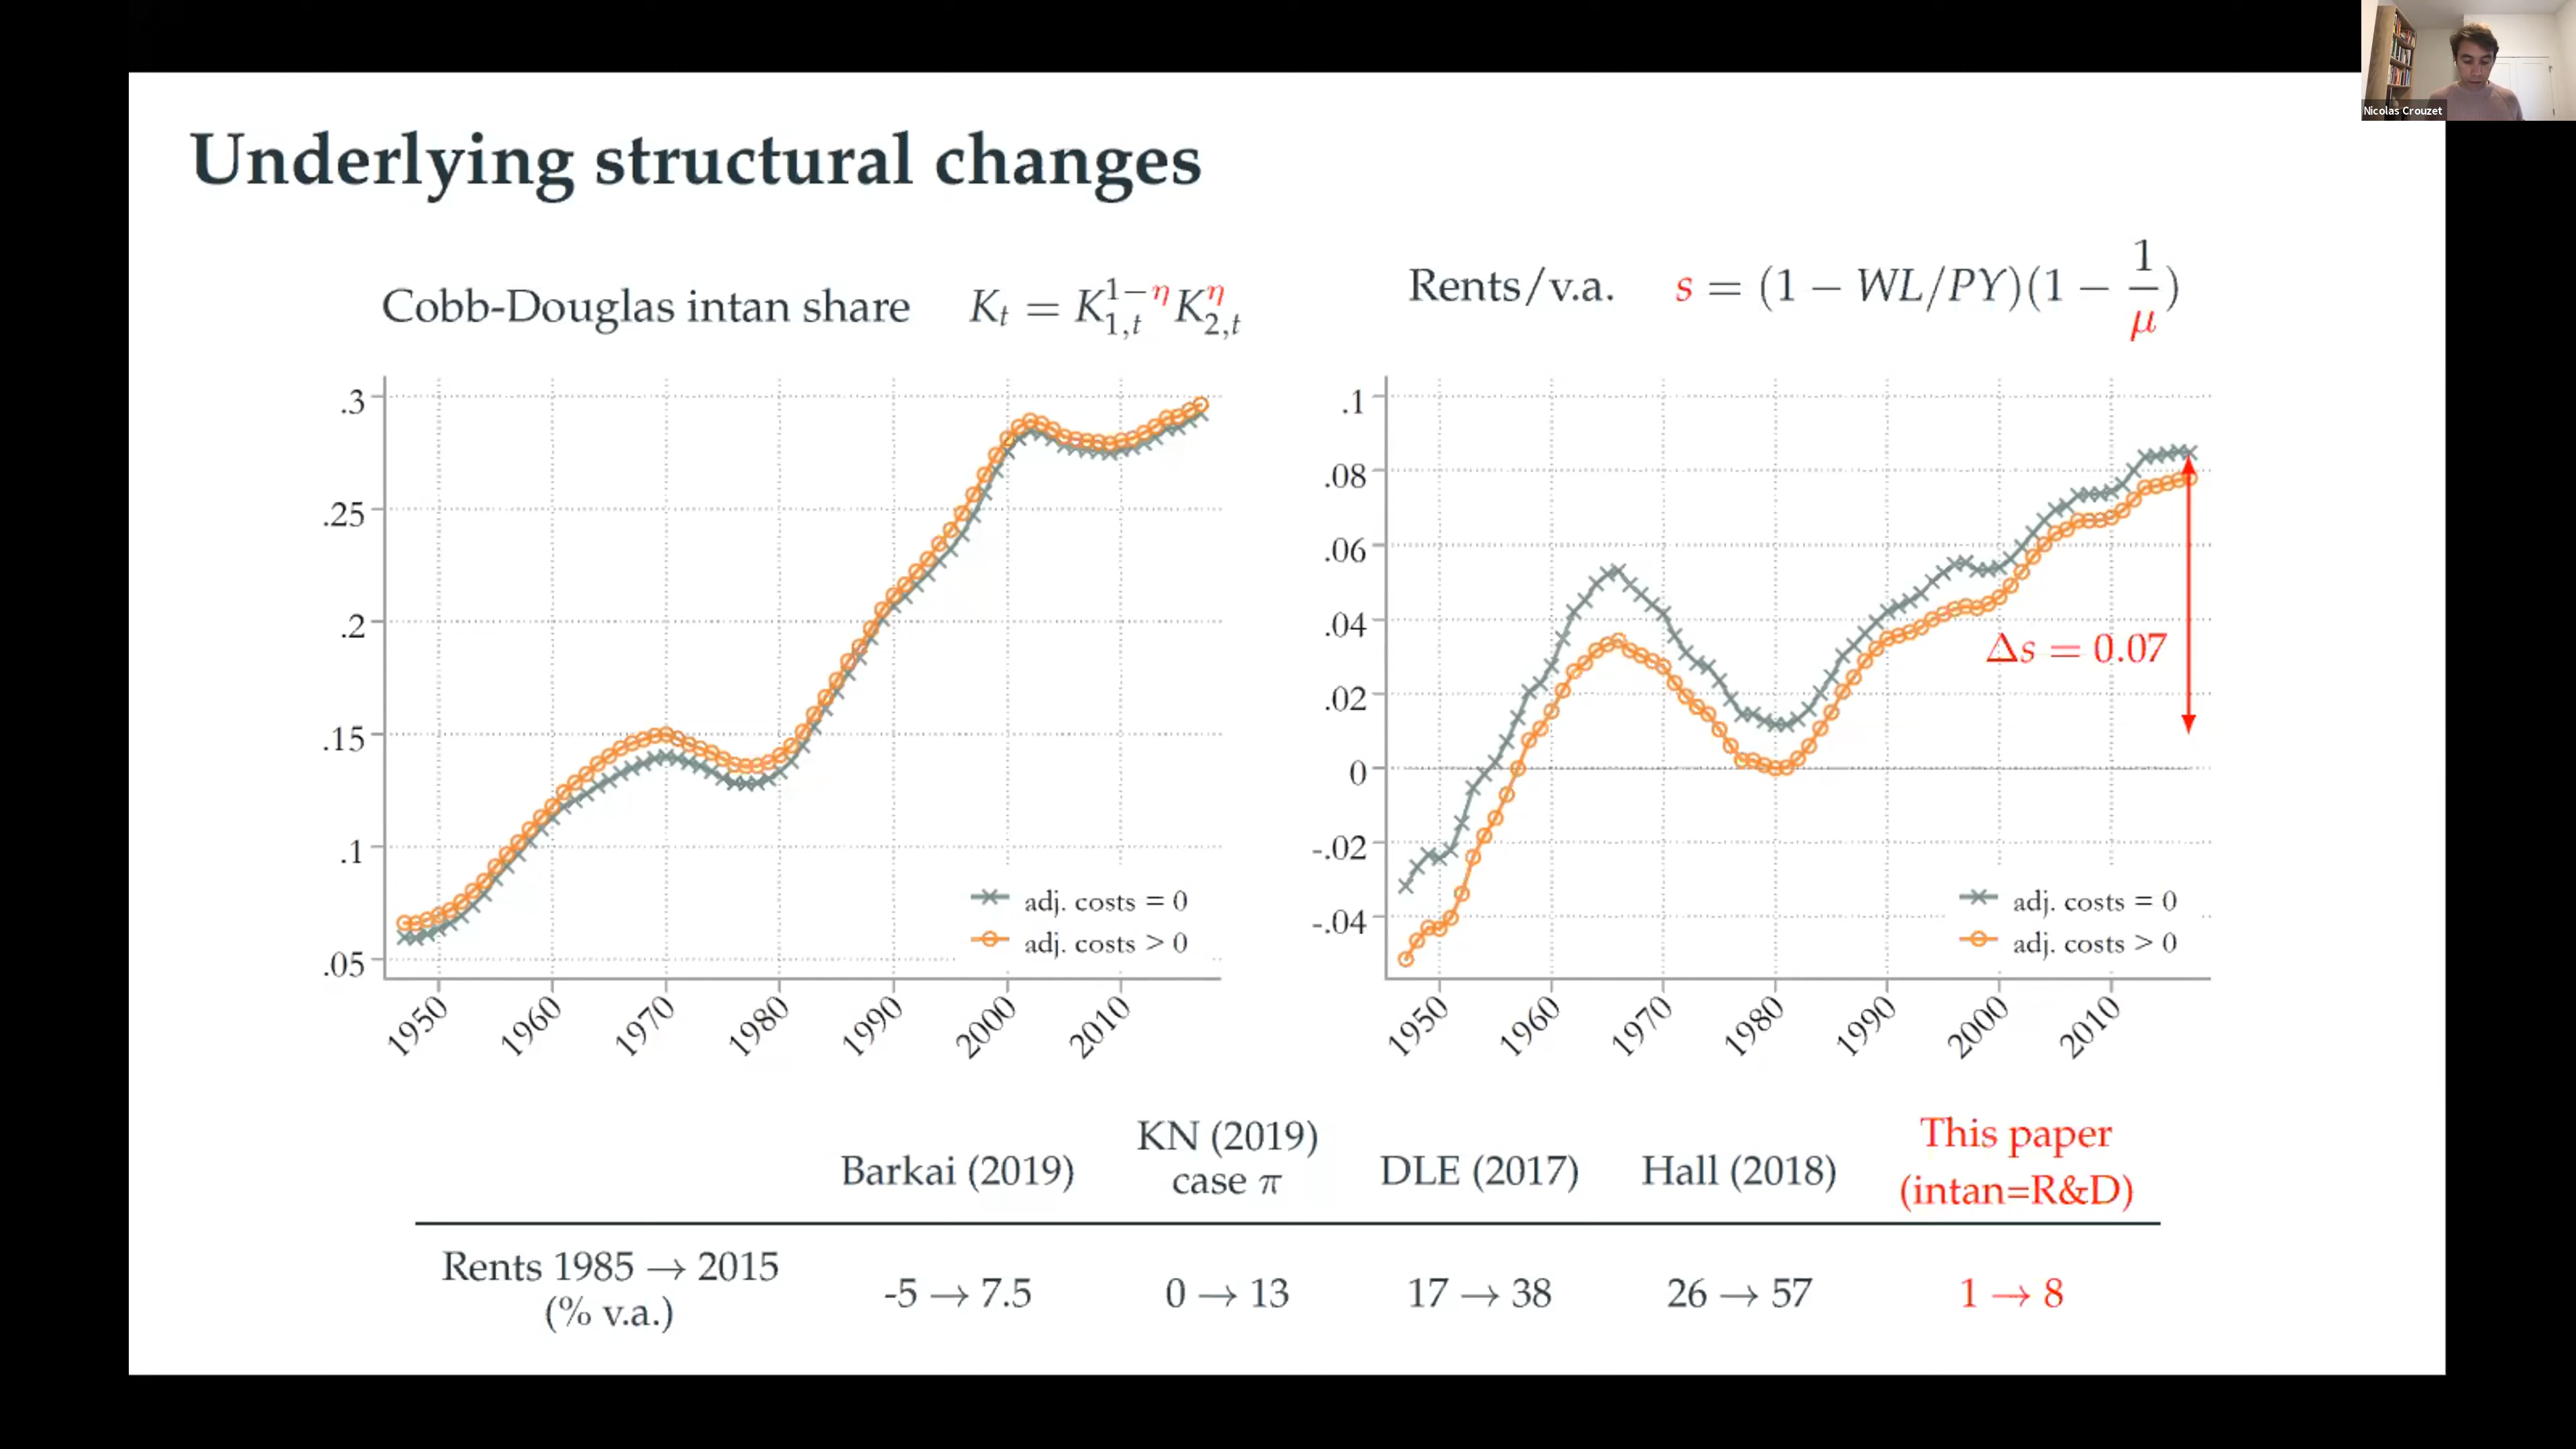 Nicolas Crouzet
Underlying structural changes
Cobb-Douglas intan share K_t = K_{1,t}^{1−η} K_{2,t}^{η}
.3
.25
.2
.15
.1
.05
adj. costs = 0
adj. costs > 0
1950 1960 1970 1980 1990 2000 2010
Rents/v.a. s = (1 − WL/PY)(1 − 1/μ)
.1
.08
.06
.04
.02
0
-.02
-.04
Δs = 0.07
adj. costs = 0
adj. costs > 0
1950 1960 1970 1980 1990 2000 2010
Barkai (2019)
KN (2019)
case π
DLE (2017)
Hall (2018)
This paper
(intan=R&D)
Rents 1985 → 2015
(% v.a.)
-5 → 7.5
0 → 13
17 → 38
26 → 57
1 → 8